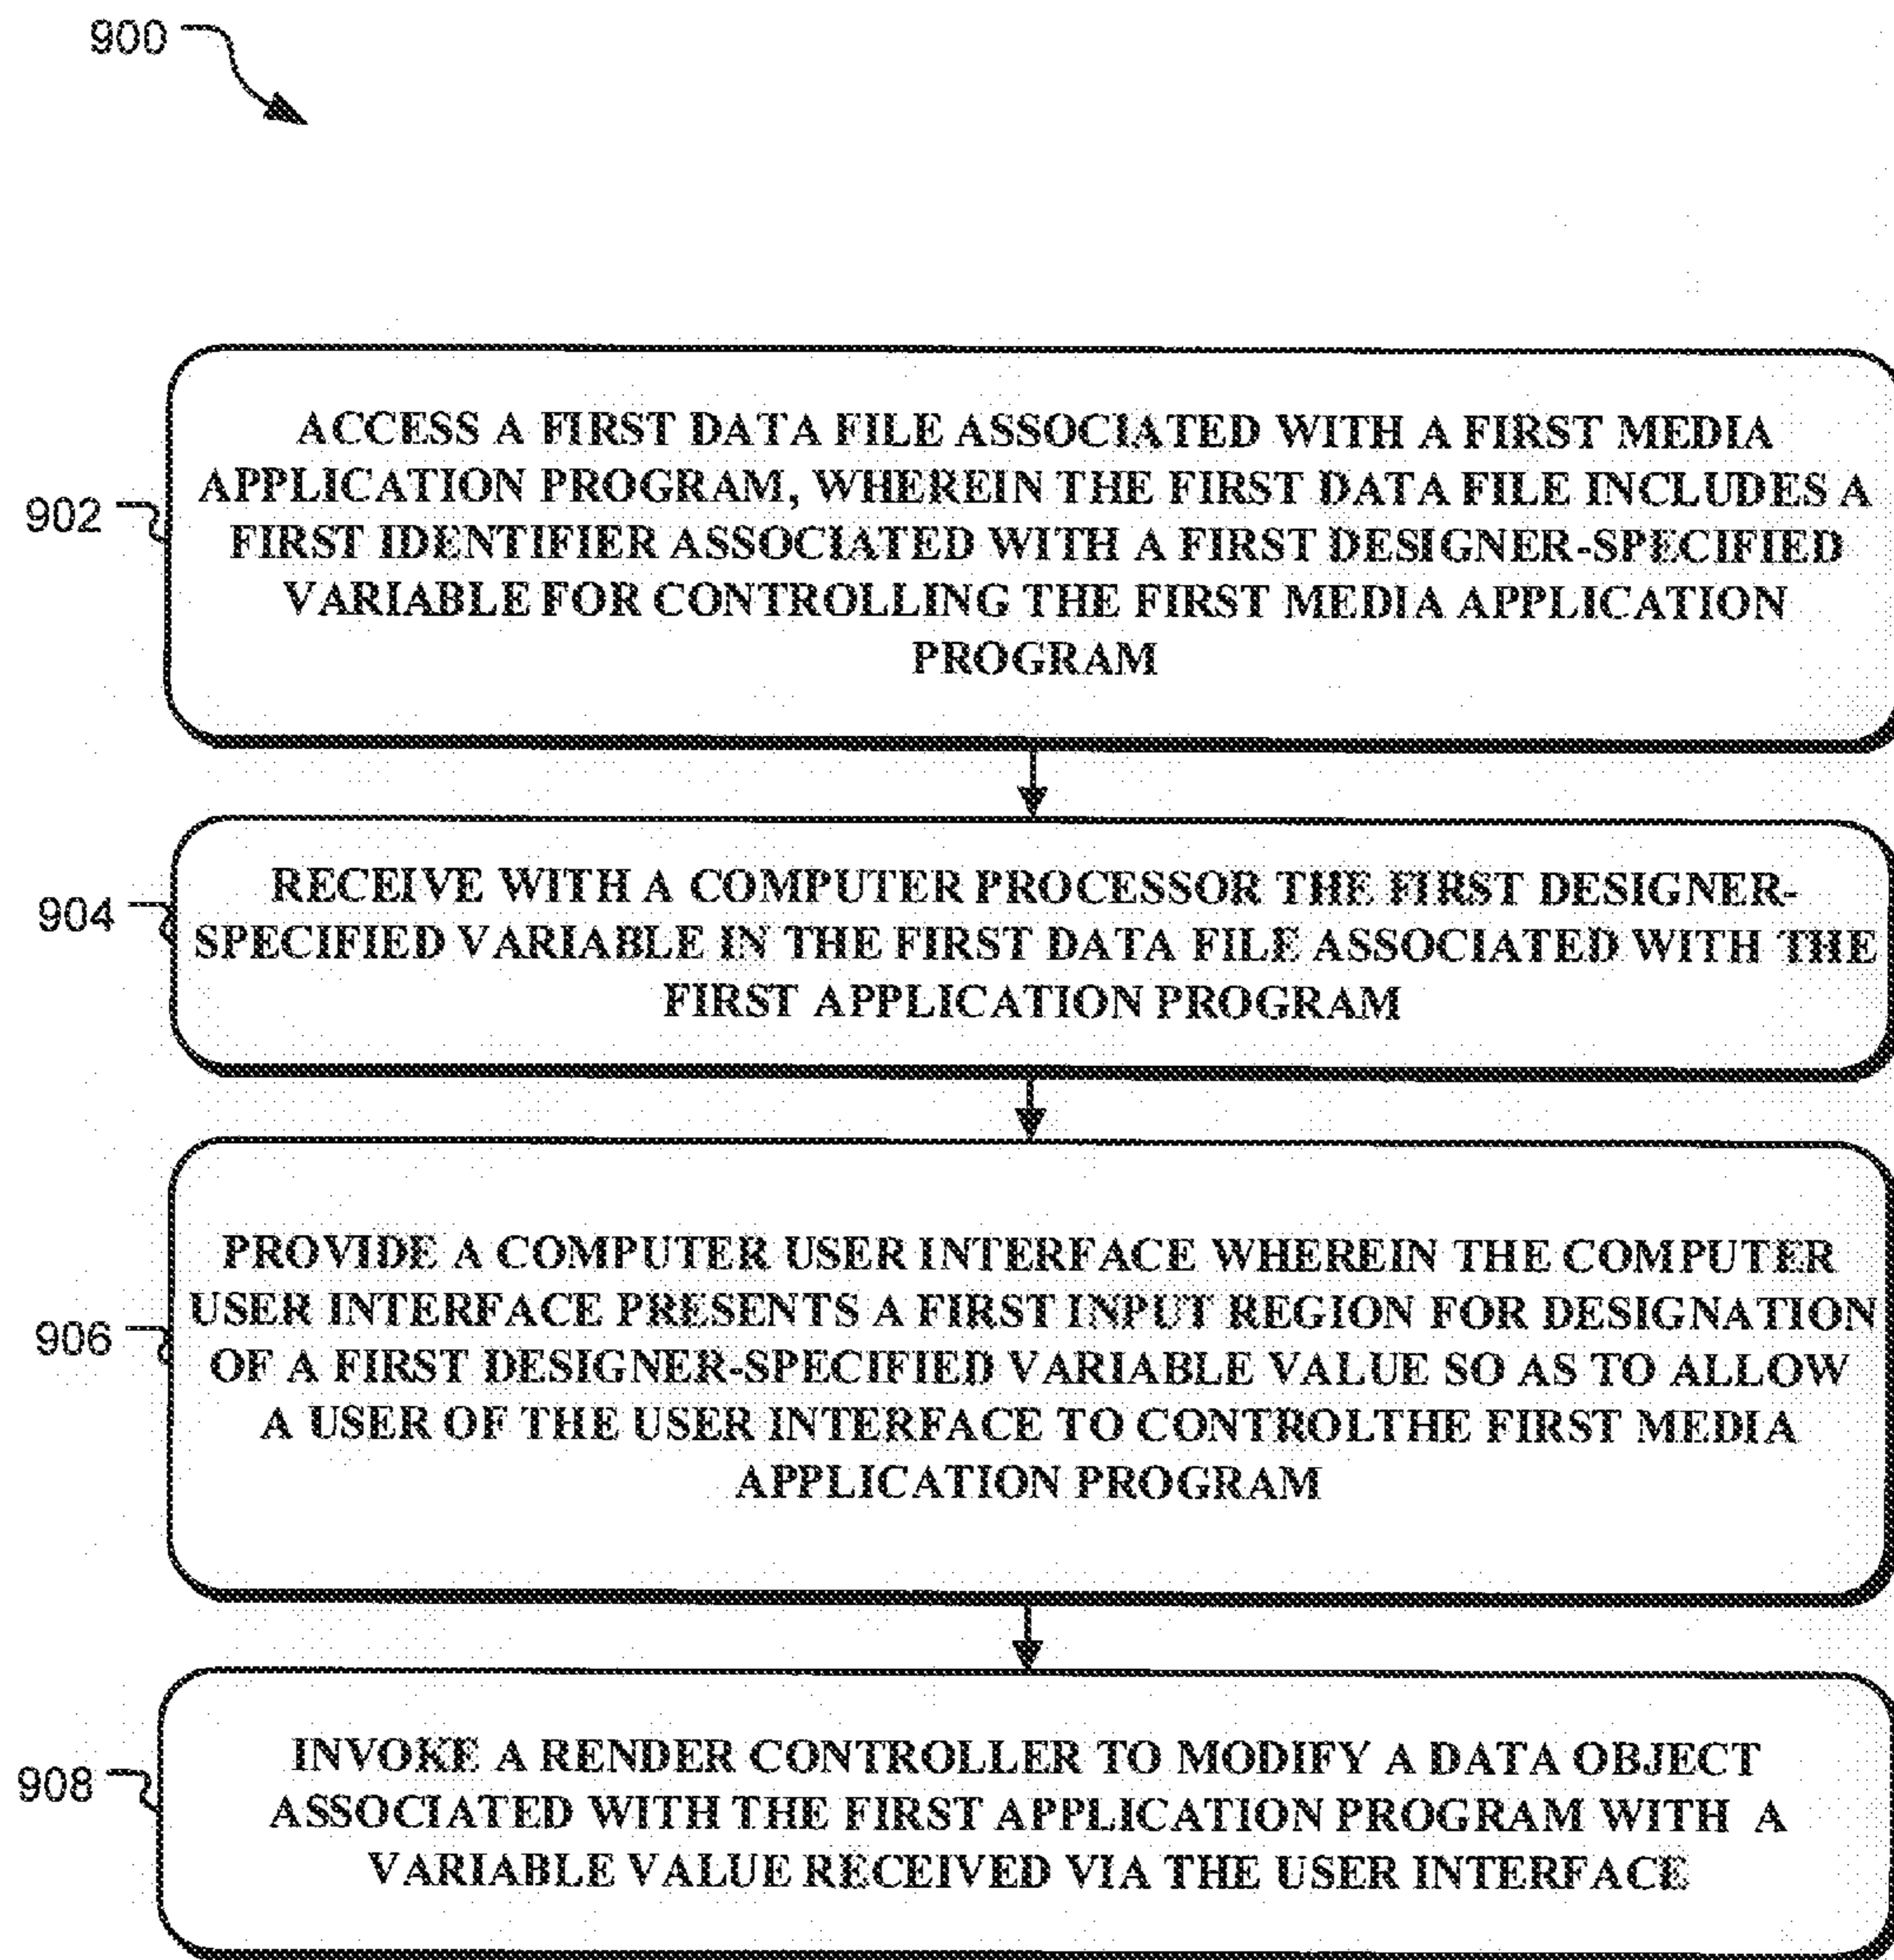 900
ACCESS A FIRST DATA FILE ASSOCIATED WITH A FIRST MEDIA
APPLICATION PROGRAM, WHEREIN THE FIRST DATA FILE INCLUDES A
902
FIRST IDENTIFIER ASSOCIATED WITH A FIRST DESIGNER-SPECIFIED
VARIABLE FOR CONTROLLING THE FIRST MEDIA APPLICATION
PROGRAM
RECEIVE WITH A COMPUTER PROCESSOR THE FIRST DESIGNER-
904
SPECIFIED VARIABLE IN THE FIRST DATA FILE ASSOCIATED WITH THE
FIRST APPLICATION PROGRAM
PROVIDE A COMPUTER USER INTERFACE WHEREIN THE COMPUTER
USER INTERFACE PRESENTS A FIRST INPUT REGION FOR DESIGNATION
906
OF A FIRST DESIGNER-SPECIFIED VARIABLE VALUE SO AS TO ALLOW
A USER OF THE USER INTERFACE TO CONTROLTHE FIRST MEDIA
APPLICATION PROGRAM
INVOKE A RENDER CONTROLLER TO MODIFY A DATA OBJECT
908
ASSOCIATED WITH THE FIRST APPLICATION PROGRAM WITH A
VARIABLE VALUE RECEIVED VIA THE USER INTERFACE